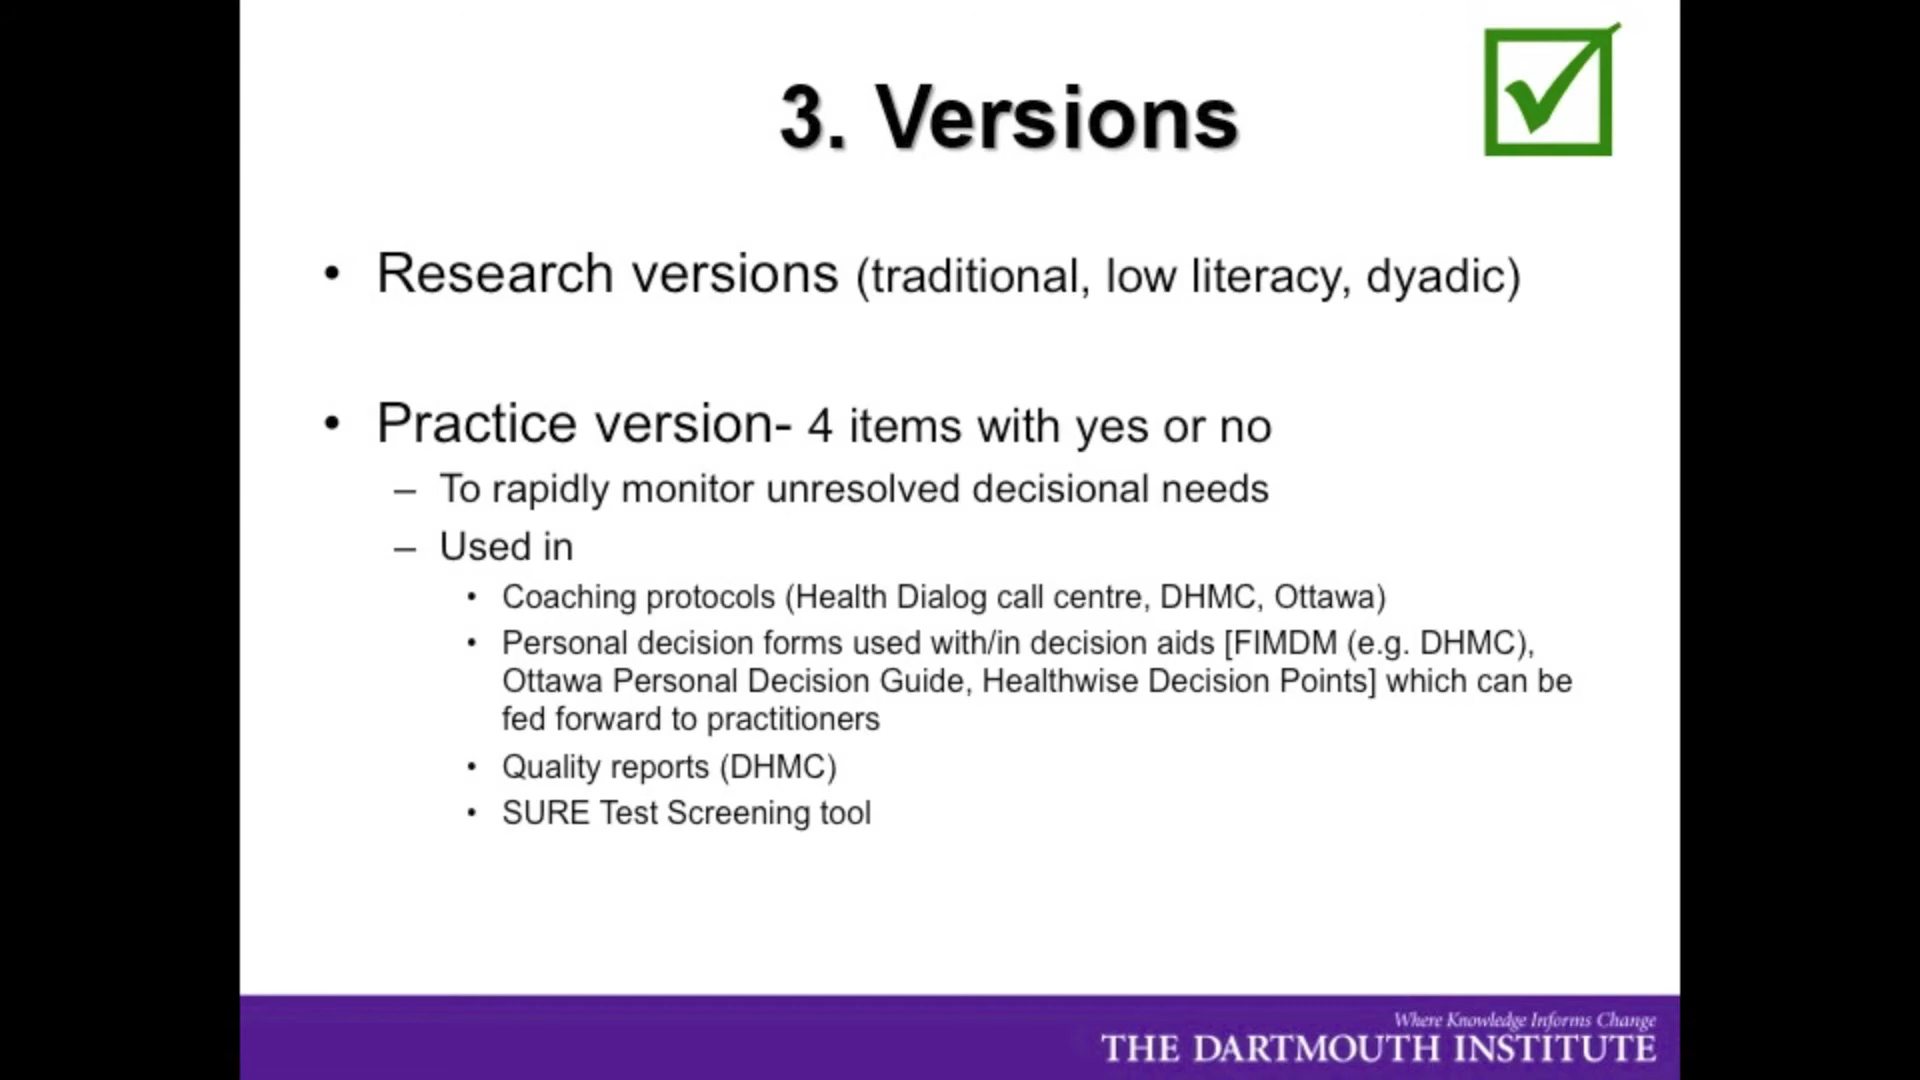 3. Versions
• Research versions (traditional, low literacy, dyadic)
• Practice version- 4 items with yes or no
– To rapidly monitor unresolved decisional needs
– Used in
• Coaching protocols (Health Dialog call centre, DHMC, Ottawa)
• Personal decision forms used with/in decision aids [FIMDM (e.g. DHMC),
Ottawa Personal Decision Guide, Healthwise Decision Points] which can be
fed forward to practitioners
• Quality reports (DHMC)
• SURE Test Screening tool
Where Knowledge Informs Change
THE DARTMOUTH INSTITUTE